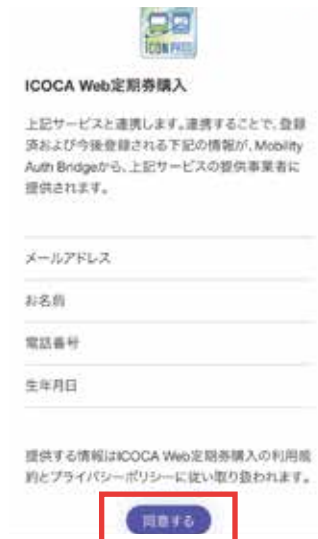 ICOCA Web定期券購入
上記サービスと連携します。連携することで、登録
済および今後登録される下記の情報が、Mobility
Auth Bridgeから、上記サービスの提供事業者に
提供されます。
メールアドレス
お名前
電話番号
生年月日
提供する情報はICOCA Web定期券購入の利用規
約とプライバシーポリシーに従い取り扱われます。
同意する